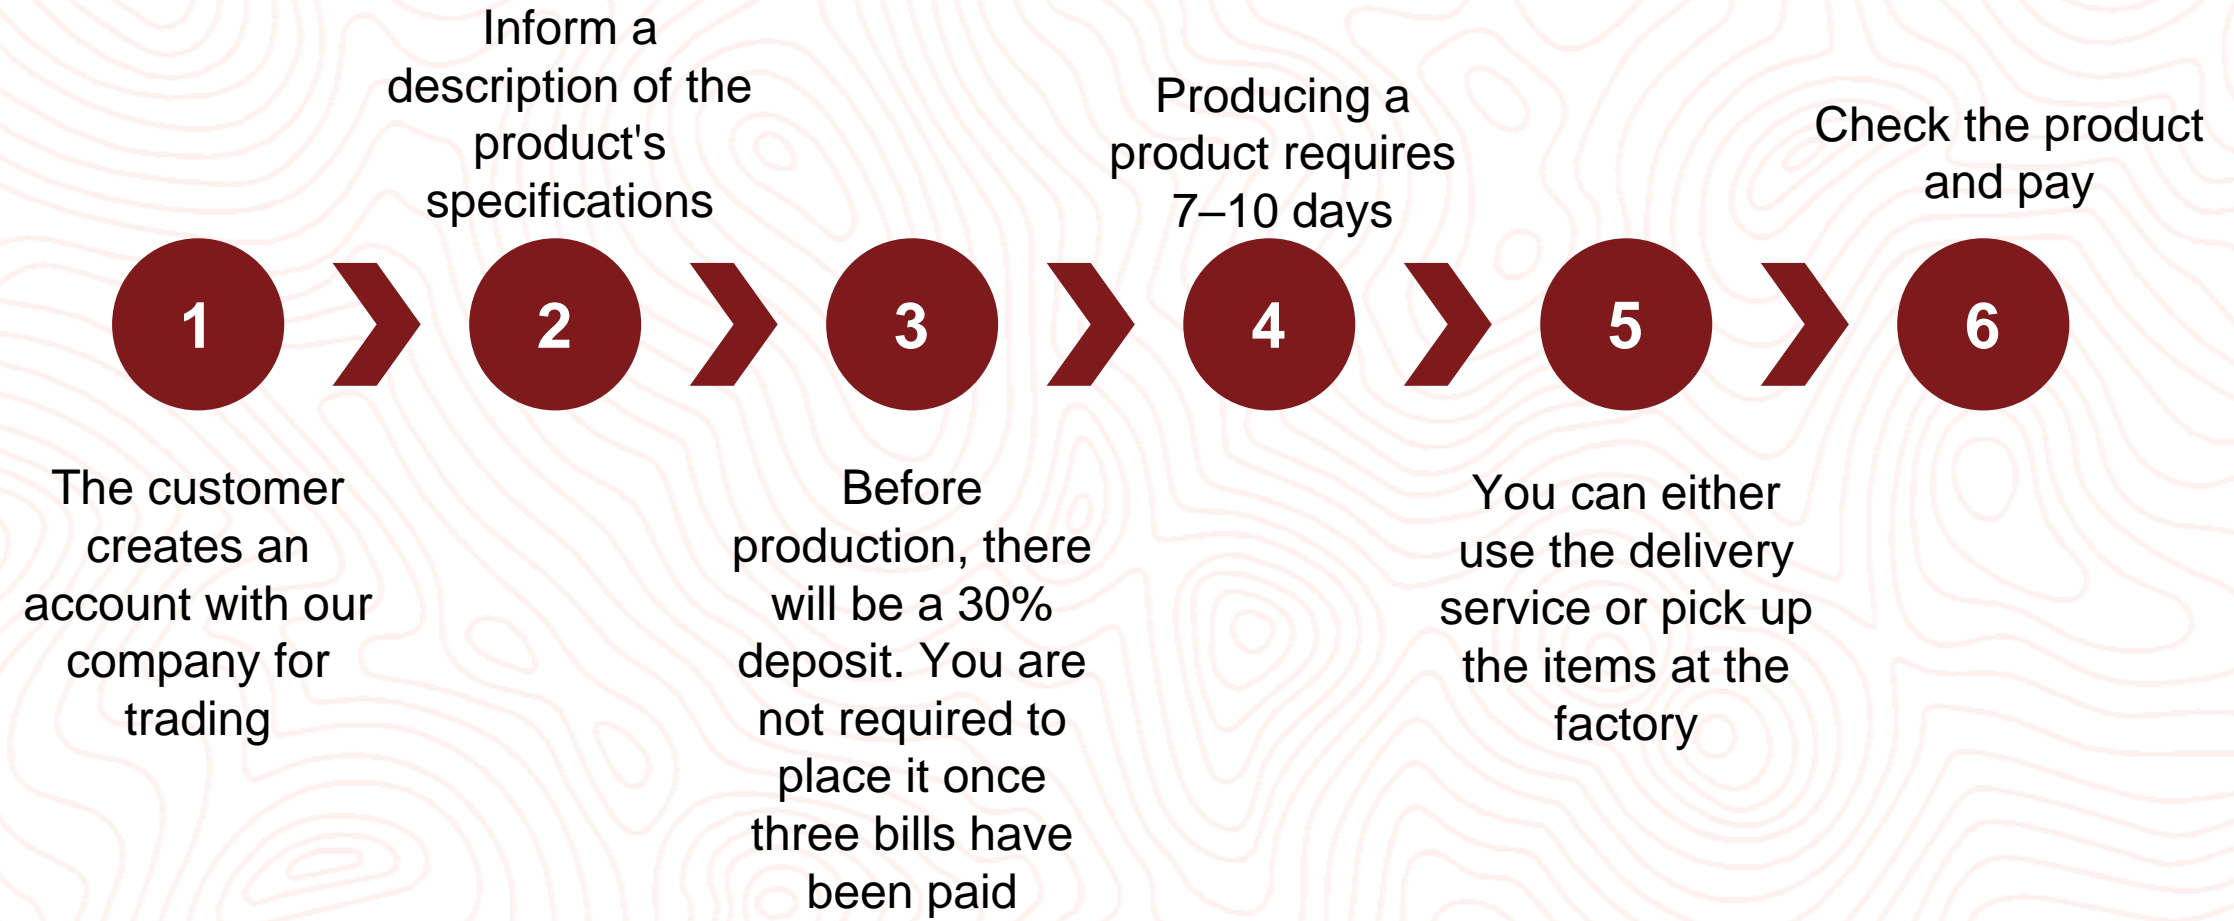 1
The customer
creates an
account with our
company for
trading
Inform a
description of the
product's
specifications
2
3
Before
production, there
will be a 30%
deposit. You are
not required to
place it once
three bills have
been paid
Producing a
product requires
7–10 days
4
5
You can either
use the delivery
service or pick up
the items at the
factory
Check the product
and pay
6